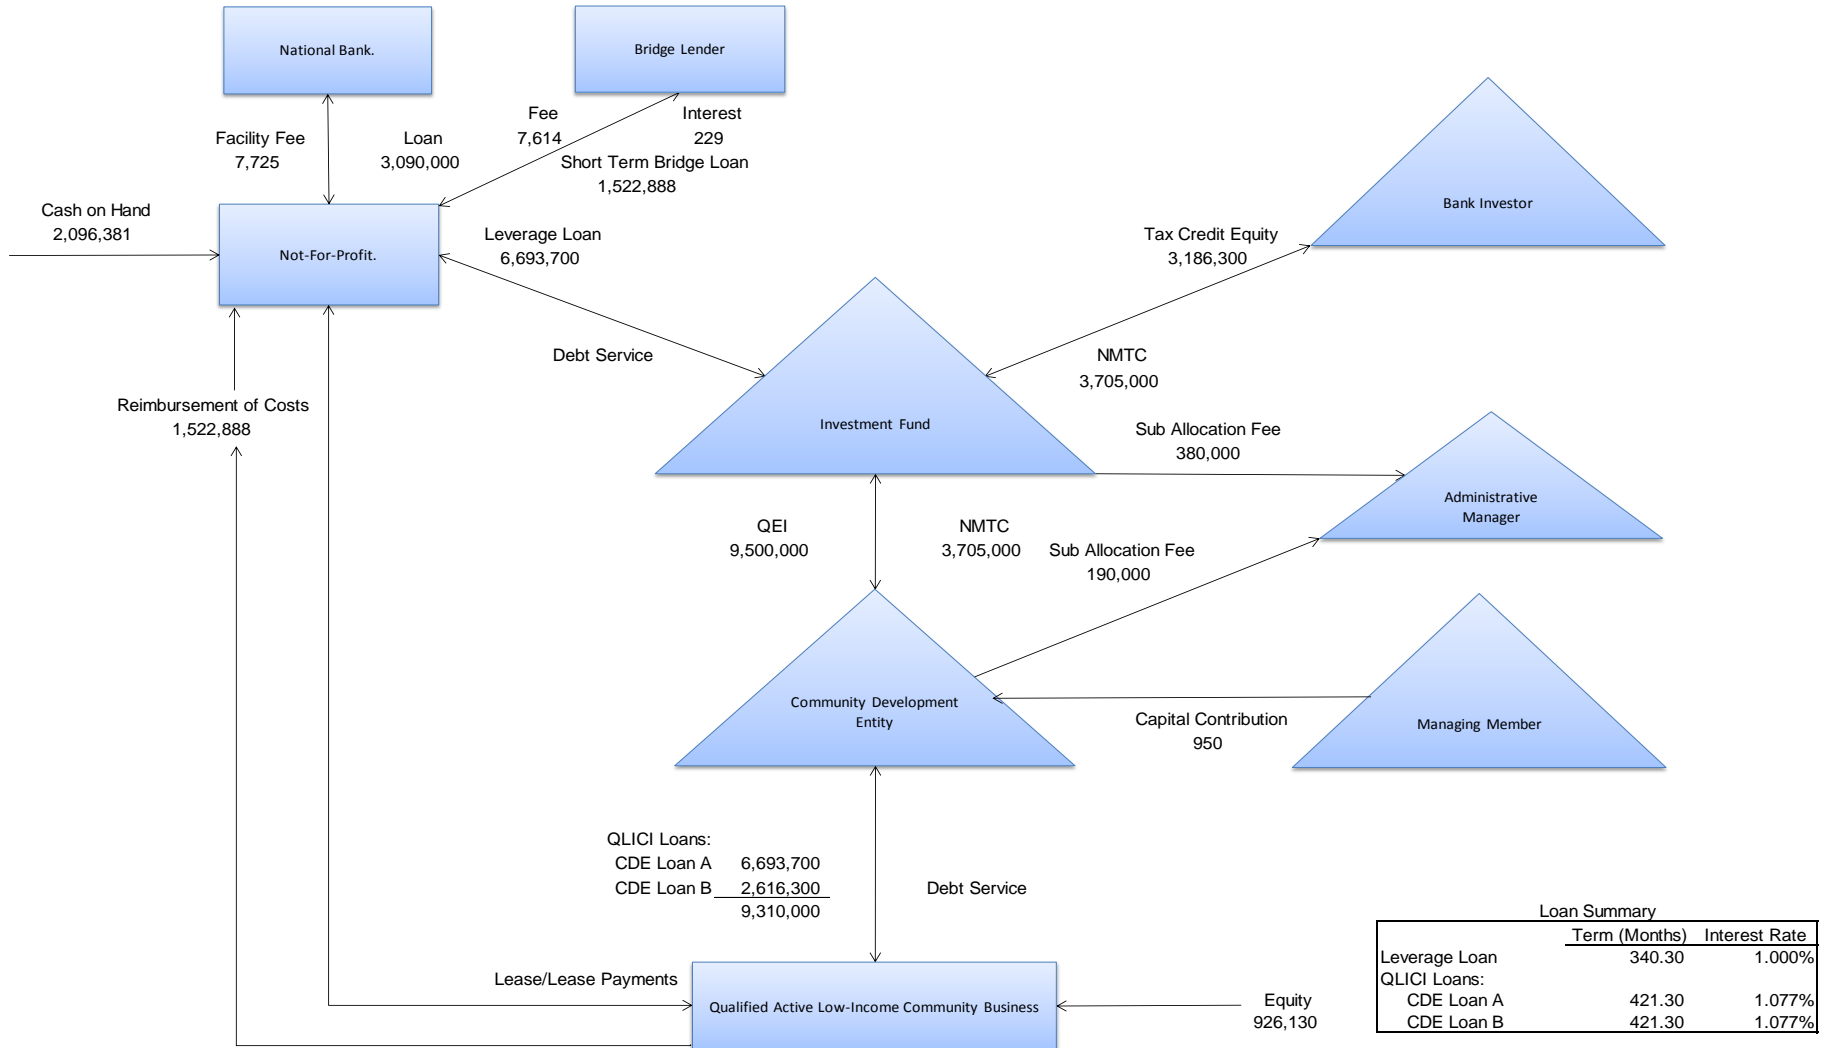 National Bank.
Bridge Lender
Facility Fee
7,725
Loan
3,090,000
Fee
7,614
Interest
229
Short Term Bridge Loan
1,522,888
Cash on Hand
2,096,381
Not-For-Profit.
Leverage Loan
6,693,700
Tax Credit Equity
3,186,300
Bank Investor
Debt Service
NMTC
3,705,000
Reimbursement of Costs
1,522,888
Investment Fund
Sub Allocation Fee
380,000
Administrative
Manager
QEI
9,500,000
NMTC
3,705,000
Sub Allocation Fee
190,000
Community Development
Entity
Capital Contribution
950
Managing Member
QLICI Loans:
CDE Loan A 6,693,700
CDE Loan B 2,616,300
9,310,000
Debt Service
Lease/Lease Payments
Qualified Active Low-Income Community Business
Equity
926,130
Loan Summary
Term (Months) Interest Rate
Leverage Loan 340.30 1.000%
QLICI Loans:
CDE Loan A 421.30 1.077%
CDE Loan B 421.30 1.077%